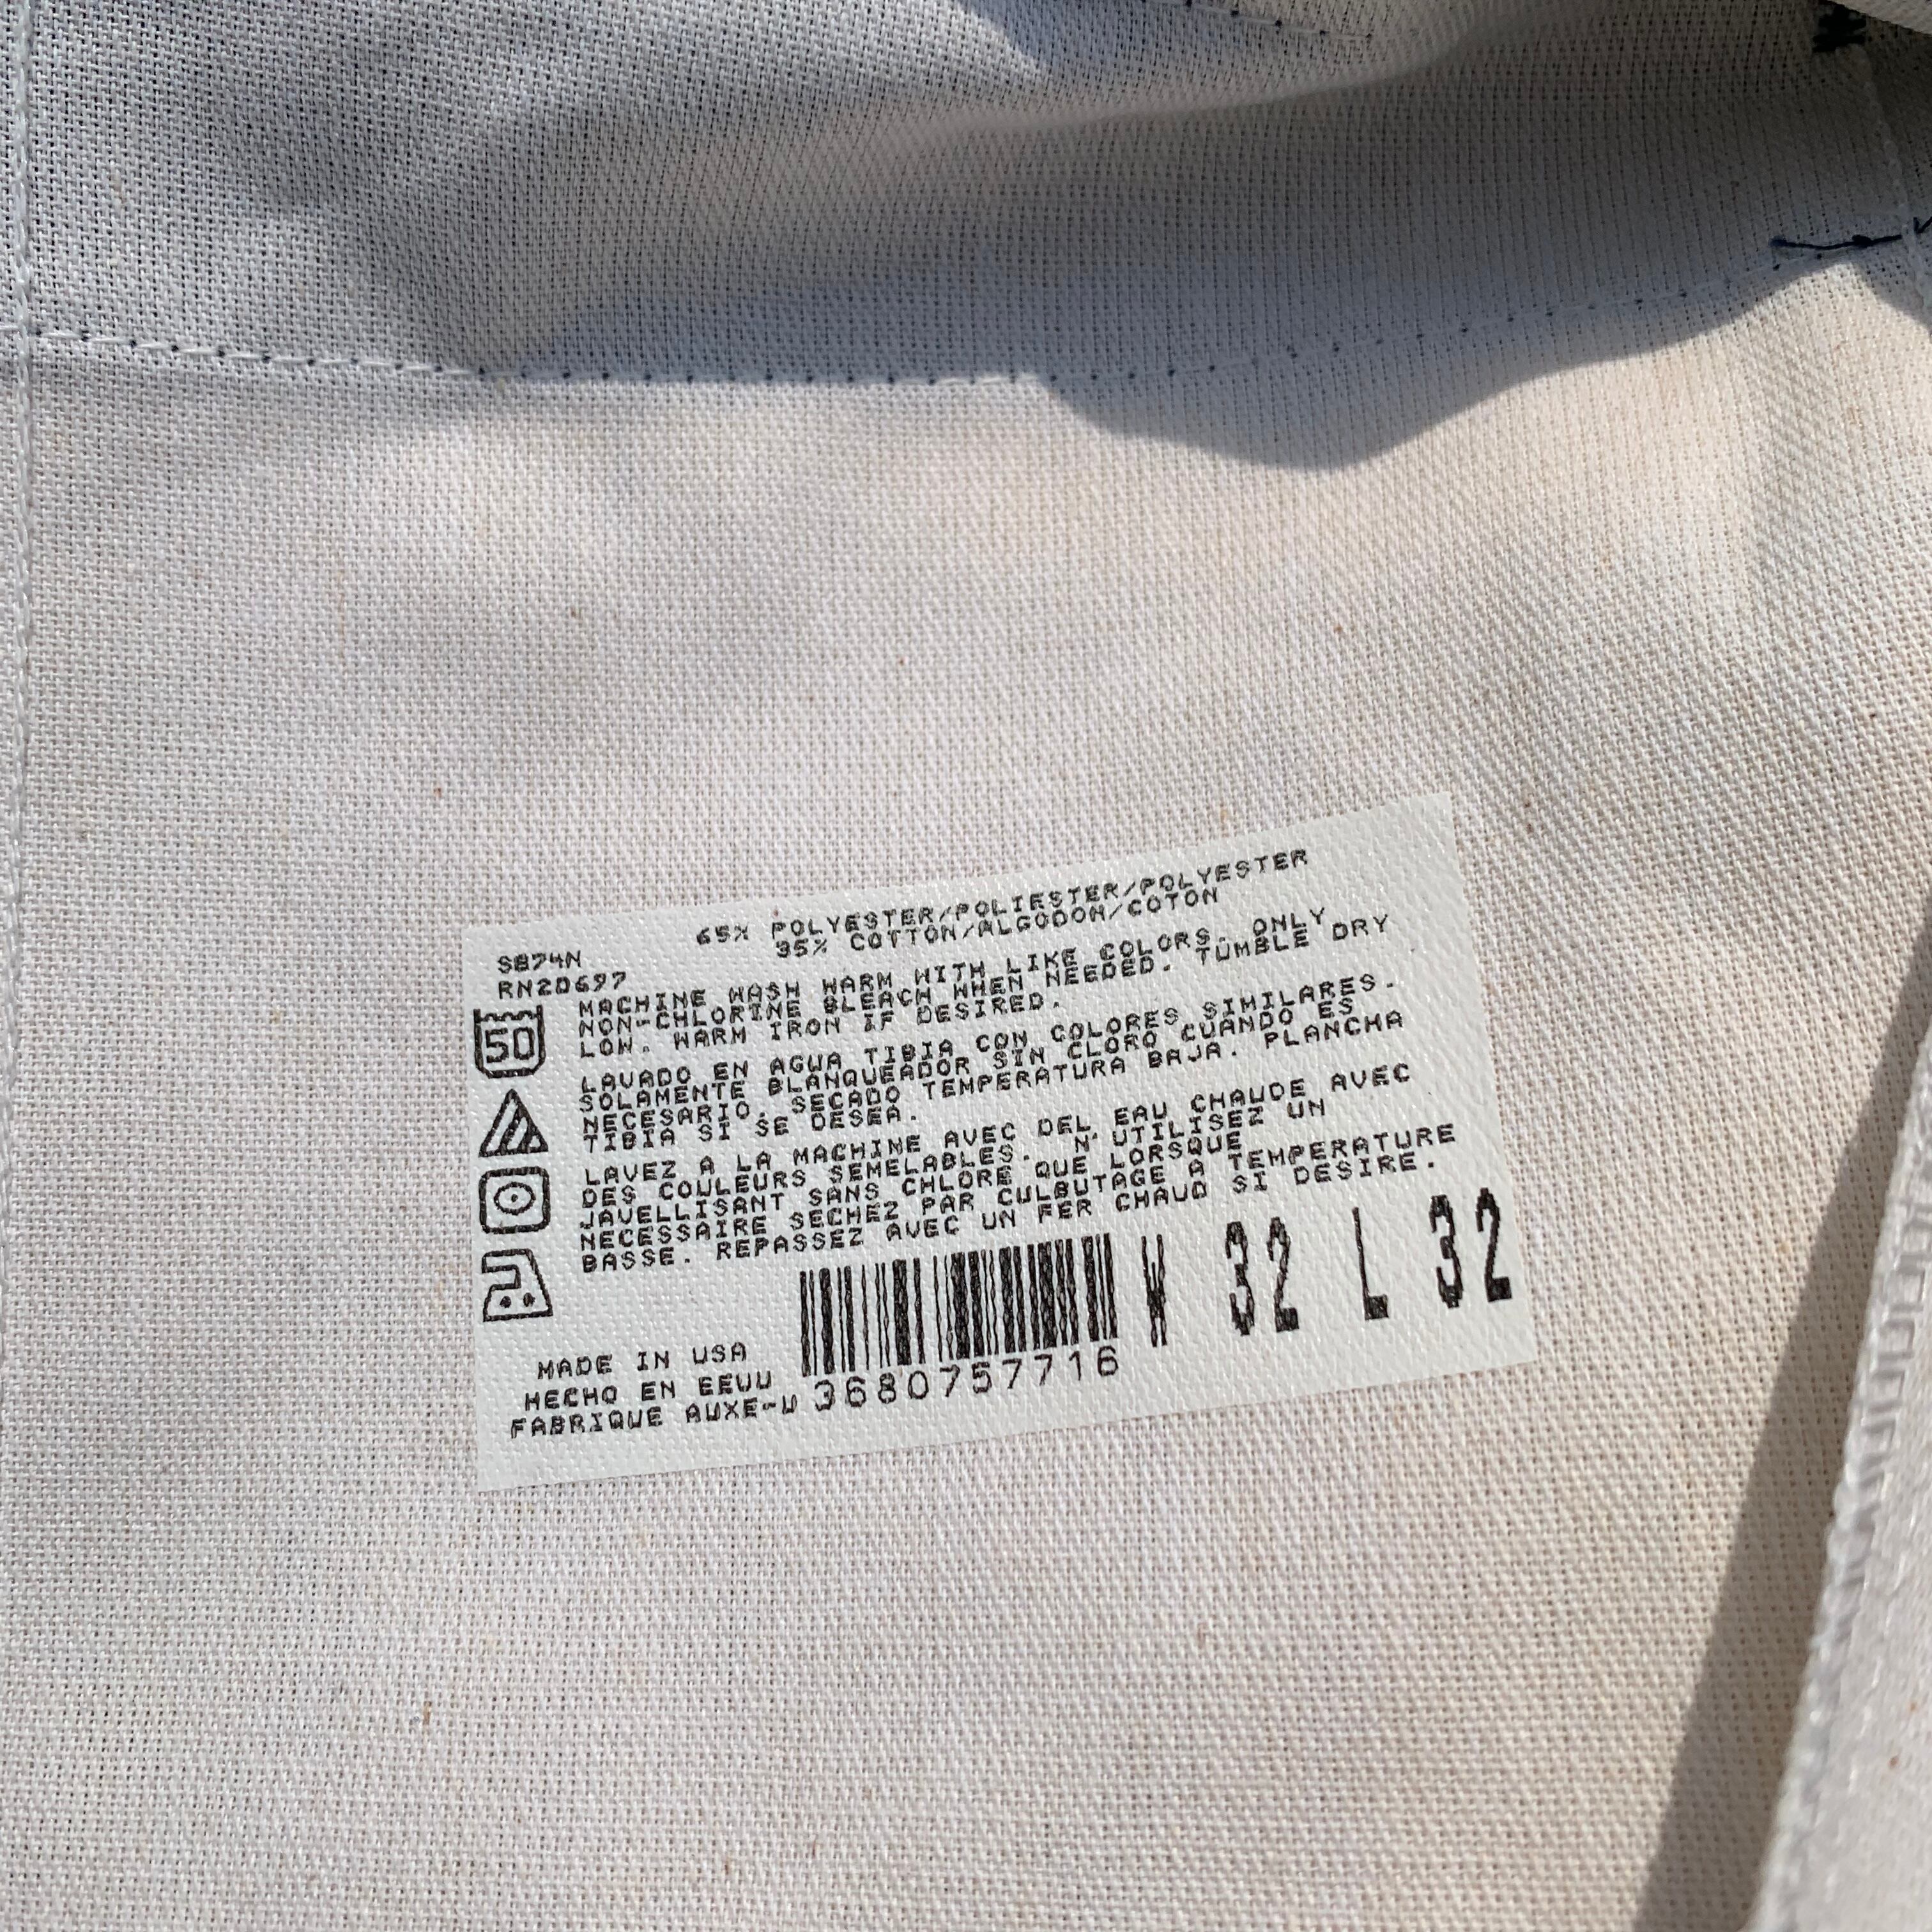 65% POLYESTER/POLIESTER/POLYESTER
35% COTTON/ALGODON/COTON
S874N
RN20697
MACHINE WASH WARM WITH LIKE COLORS. ONLY
NON-CHLORINE BLEACH WHEN NEEDED. TUMBLE DRY
LOW. WARM IRON IF DESIRED.
50
LAVADO EN AGUA TIBIA CON COLORES SIMILARES.
SOLAMENTE BLANQUEADOR SIN CLORO CUANDO ES
NECESARIO. SECADO TEMPERATURA BAJA. PLANCHA
TIBIA SI SE DESEA.
LAVEZ A LA MACHINE AVEC DEL EAU CHAUDE AVEC
DES COULEURS SEMELABLES. N'UTILISEZ UN
JAVELLISANT SANS CHLORE QUE LORSQUE
NECESSAIRE SECHEZ PAR CULBUTAGE A TEMPERATURE
BASSE. REPASSEZ AVEC UN FER CHAUD SI DESIRE.
W 32 L 32
MADE IN USA
HECHO EN EEUU
FABRIQUE AUXE-U
3680757716